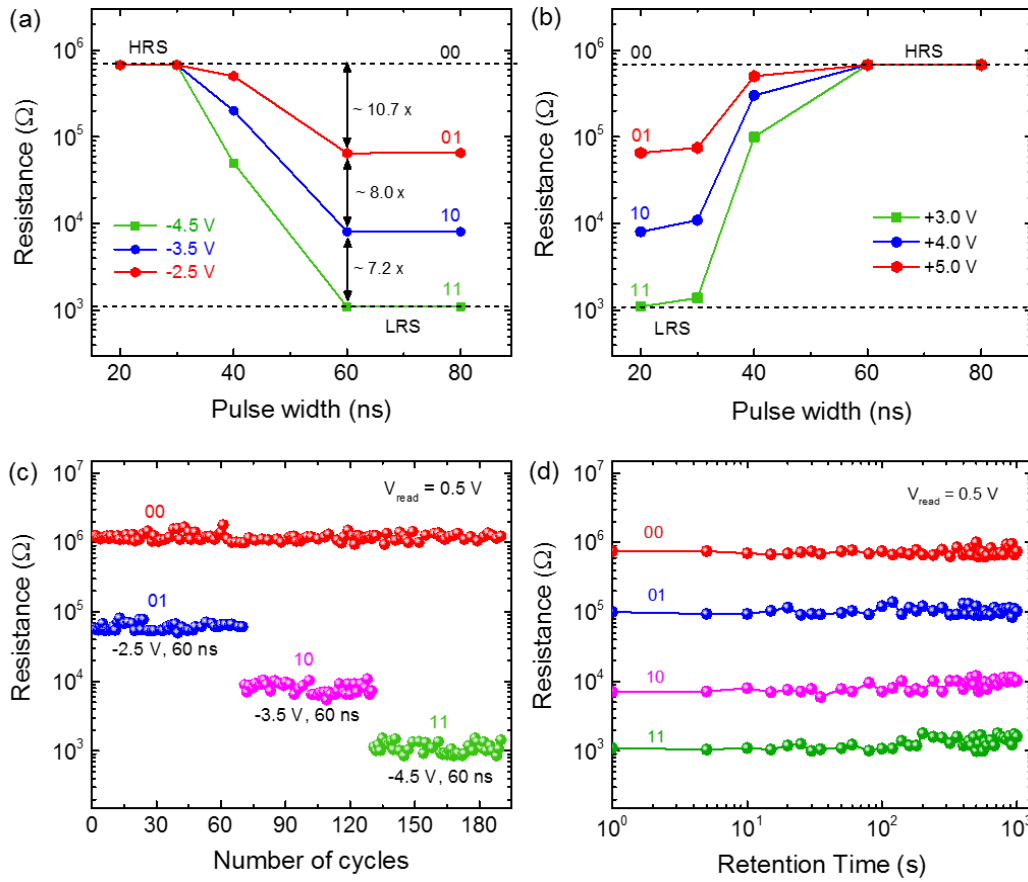 (a)
HRS
00
~ 10.7 x
01
~ 8.0 x
10
~ 7.2 x
11
LRS
-4.5 V
-3.5 V
-2.5 V
10⁶
10⁵
10⁴
10³
Resistance (Ω)
20 40 60 80
Pulse width (ns)
(b)
00
HRS
01
10
11
LRS
+3.0 V
+4.0 V
+5.0 V
10⁶
10⁵
10⁴
10³
Resistance (Ω)
20 40 60 80
Pulse width (ns)
(c)
V_read = 0.5 V
00
01
-2.5 V, 60 ns
10
-3.5 V, 60 ns
11
-4.5 V, 60 ns
10⁷
10⁶
10⁵
10⁴
10³
Resistance (Ω)
0 30 60 90 120 150 180
Number of cycles
(d)
V_read = 0.5 V
00
01
10
11
10⁷
10⁶
10⁵
10⁴
10³
Resistance (Ω)
10⁰ 10¹ 10² 10³
Retention Time (s)